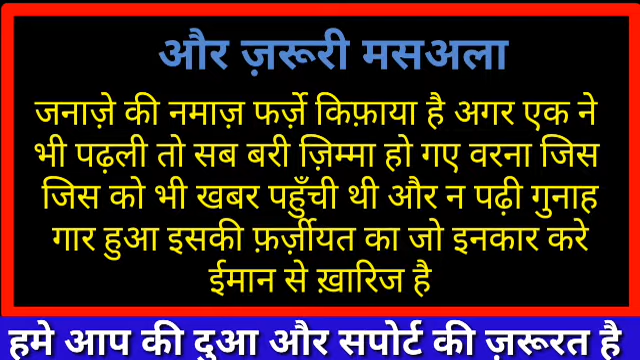 और ज़रूरी मसअला
जनाज़े की नमाज़ फर्ज़े किफ़ाया है अगर एक ने
भी पढ़ली तो सब बरी ज़िम्मा हो गए वरना जिस
जिस को भी खबर पहुँची थी और न पढ़ी गुनाह
गार हुआ इसकी फ़र्ज़ीयत का जो इनकार करे
ईमान से ख़ारिज है
हमे आप की दुआ और सपोर्ट की ज़रूरत है